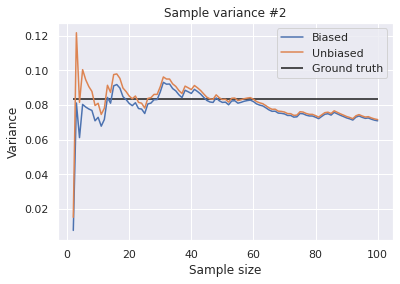 Sample variance #2
Biased
Unbiased
Ground truth
0.12
0.10
0.08
0.06
0.04
0.02
Variance
0 20 40 60 80 100
Sample size